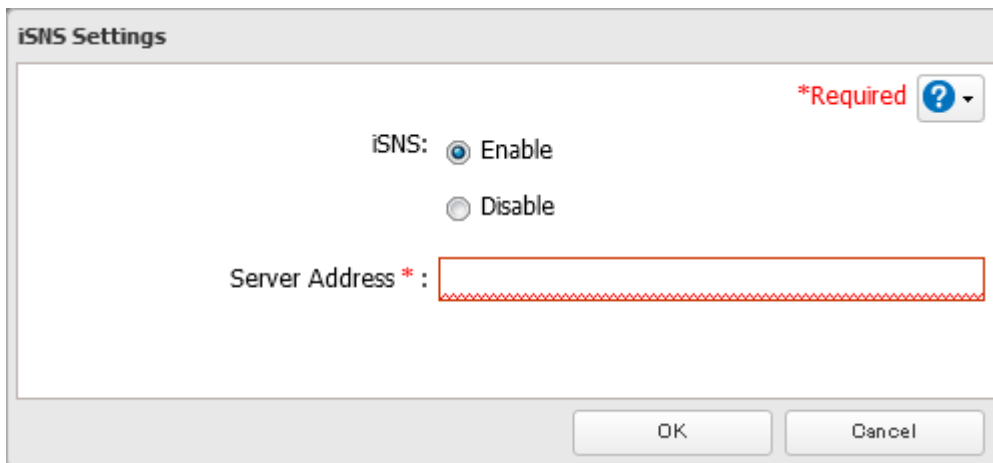 iSNS Settings
*Required ?
iSNS: Enable
Disable
Server Address * :
OK Cancel